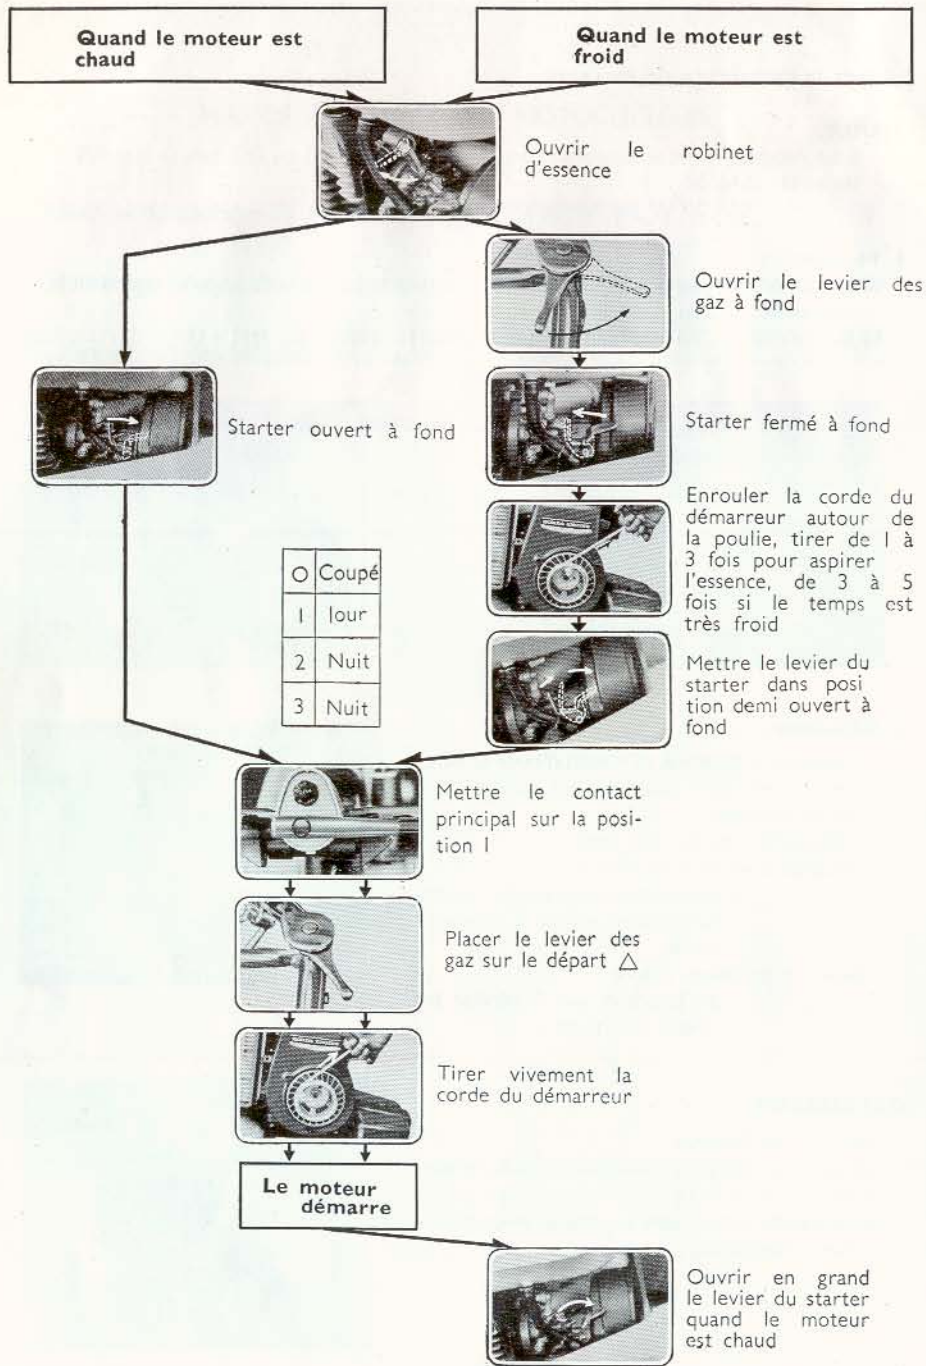 Quand le moteur est
chaud
Quand le moteur est
froid
Ouvrir le robinet
d'essence
Ouvrir le levier des
gaz à fond
Starter ouvert à fond
Starter fermé à fond
Enrouler la corde du
démarreur autour de
la poulie, tirer de 1 à
3 fois pour aspirer
l'essence, de 3 à 5
fois si le temps est
très froid
O Coupé
1 Jour
2 Nuit
3 Nuit
Mettre le levier du
starter dans posi
tion demi ouvert à
fond
Mettre le contact
principal sur la posi-
tion 1
Placer le levier des
gaz sur le départ △
Tirer vivement la
corde du démarreur
Le moteur
démarre
Ouvrir en grand
le levier du starter
quand le moteur
est chaud